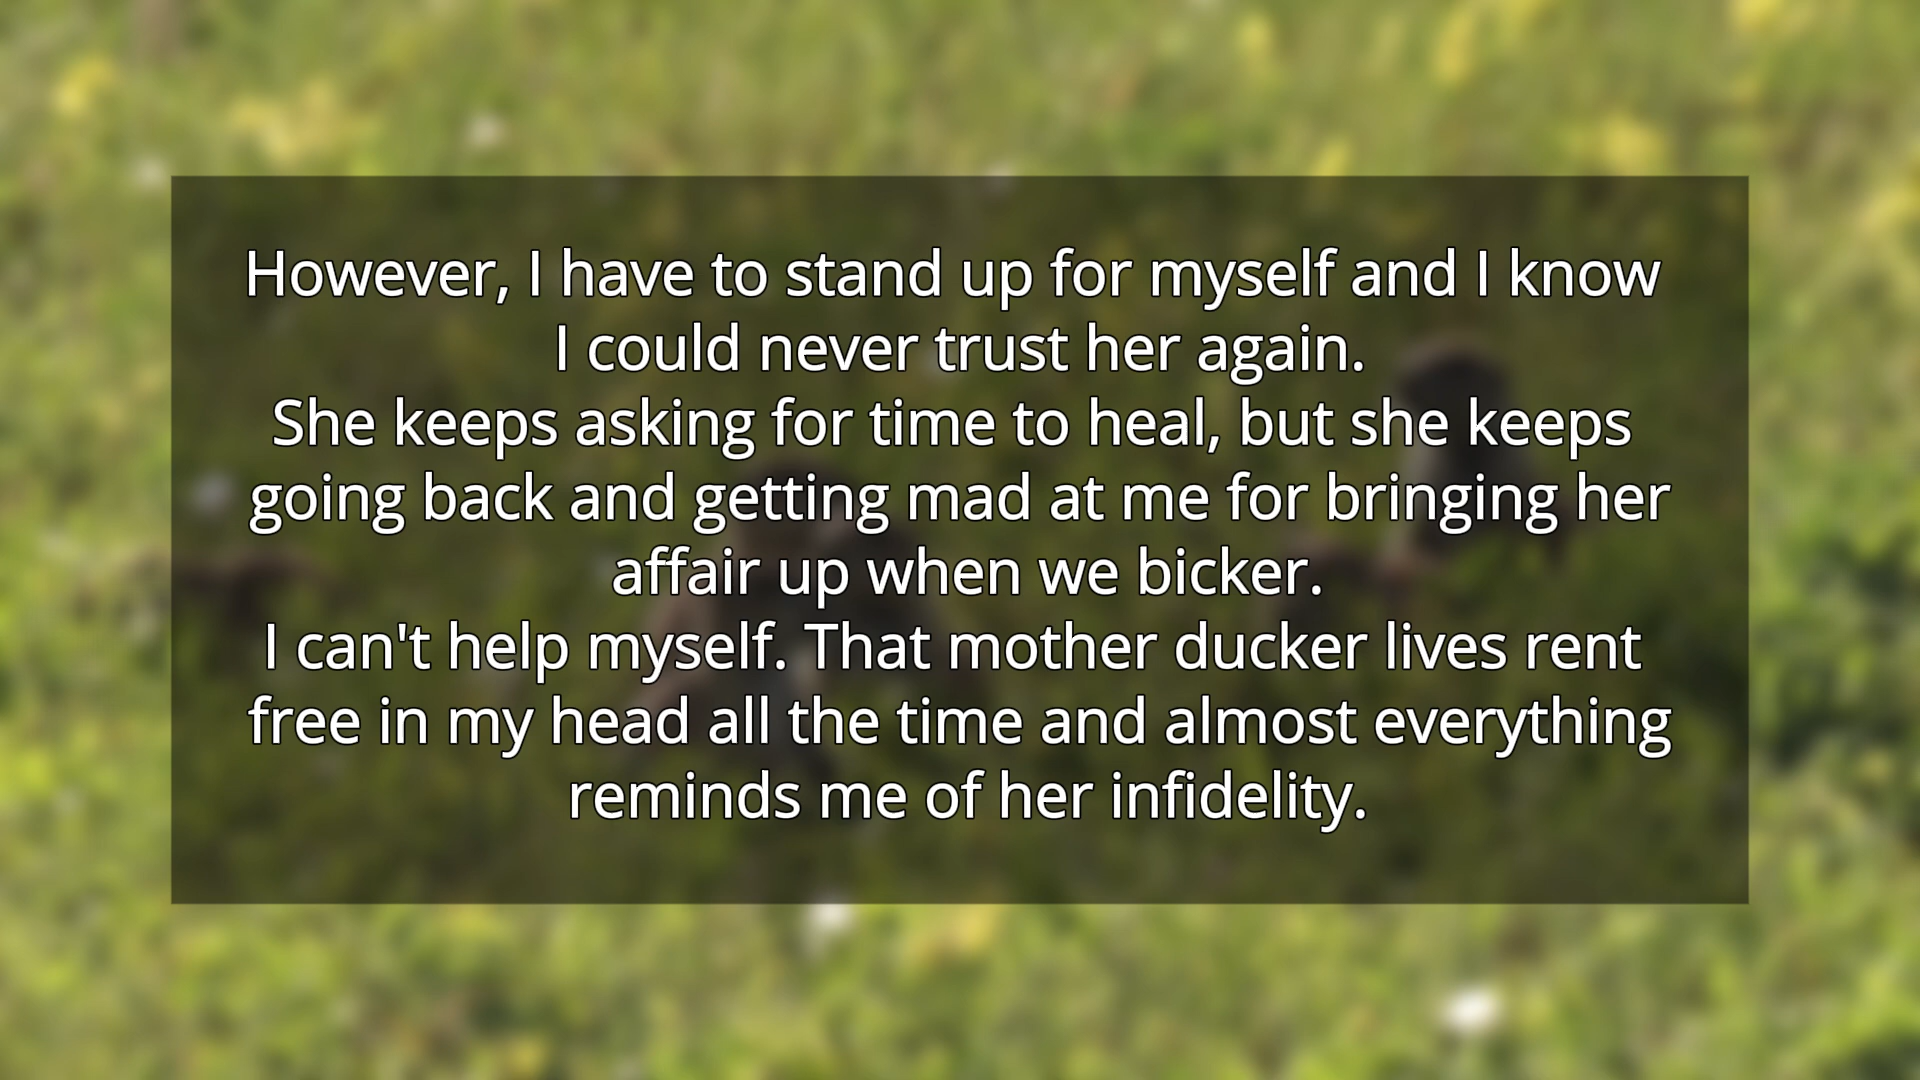 However, I have to stand up for myself and I know
I could never trust her again.
She keeps asking for time to heal, but she keeps
going back and getting mad at me for bringing her
affair up when we bicker.
I can't help myself. That mother ducker lives rent
free in my head all the time and almost everything
reminds me of her infidelity.